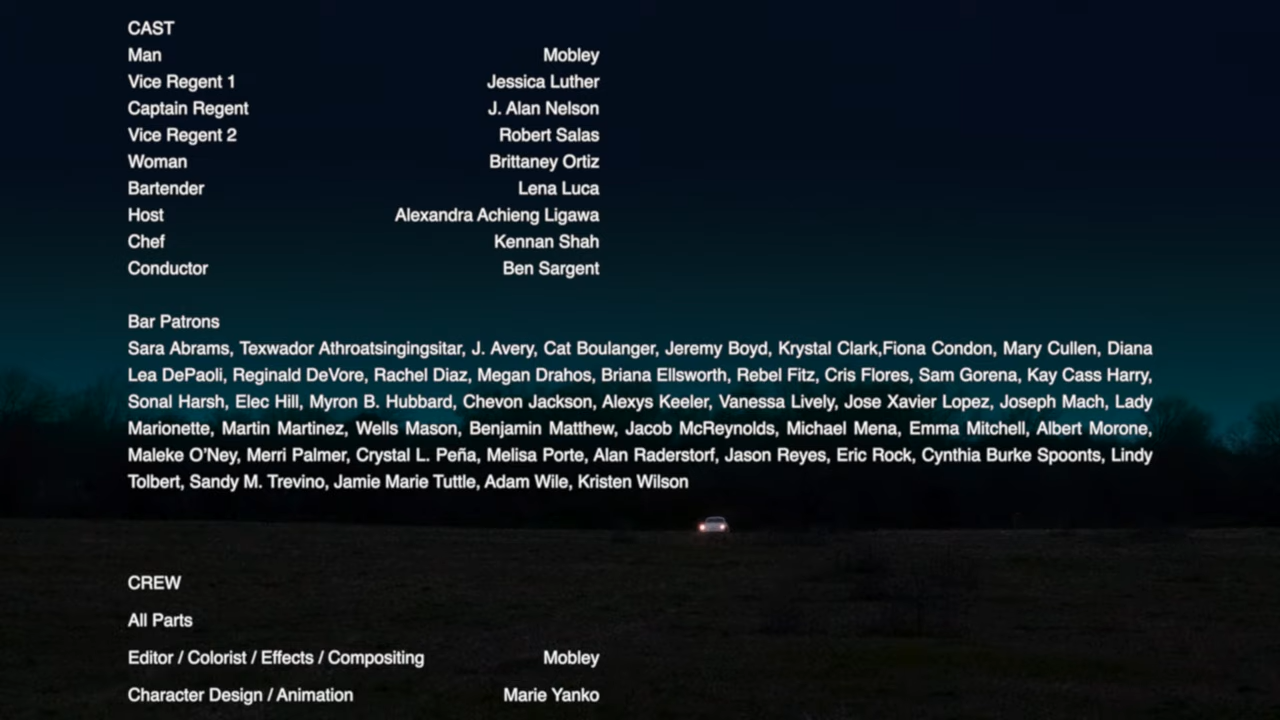 CAST
Man Mobley
Vice Regent 1 Jessica Luther
Captain Regent J. Alan Nelson
Vice Regent 2 Robert Salas
Woman Brittaney Ortiz
Bartender Lena Luca
Host Alexandra Achieng Ligawa
Chef Kennan Shah
Conductor Ben Sargent
Bar Patrons
Sara Abrams, Texwador Athroatsingingsitar, J. Avery, Cat Boulanger, Jeremy Boyd, Krystal Clark,Fiona Condon, Mary Cullen, Diana
Lea DePaoli, Reginald DeVore, Rachel Diaz, Megan Drahos, Briana Ellsworth, Rebel Fitz, Cris Flores, Sam Gorena, Kay Cass Harry,
Sonal Harsh, Elec Hill, Myron B. Hubbard, Chevon Jackson, Alexys Keeler, Vanessa Lively, Jose Xavier Lopez, Joseph Mach, Lady
Marionette, Martin Martinez, Wells Mason, Benjamin Matthew, Jacob McReynolds, Michael Mena, Emma Mitchell, Albert Morone,
Maleke O'Ney, Merri Palmer, Crystal L. Peña, Melisa Porte, Alan Raderstorf, Jason Reyes, Eric Rock, Cynthia Burke Spoonts, Lindy
Tolbert, Sandy M. Trevino, Jamie Marie Tuttle, Adam Wile, Kristen Wilson
CREW
All Parts
Editor / Colorist / Effects / Compositing Mobley
Character Design / Animation Marie Yanko